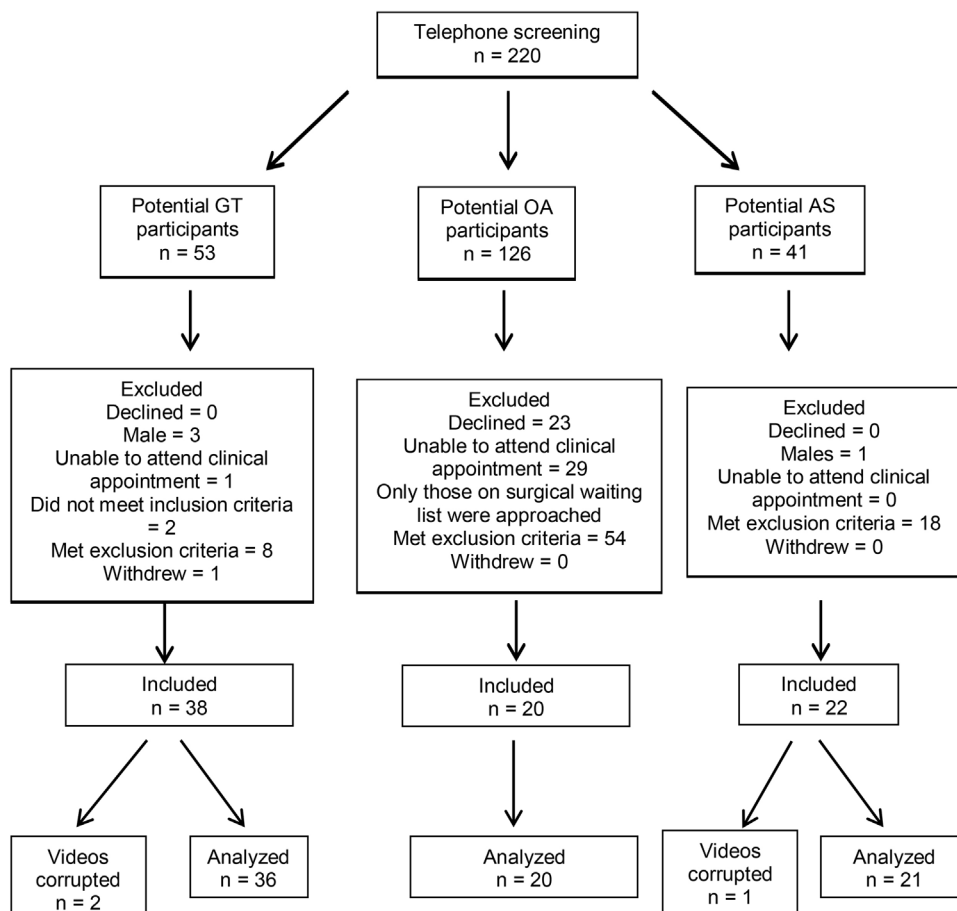 Telephone screening
n = 220
Potential GT
participants
n = 53
Potential OA
participants
n = 126
Potential AS
participants
n = 41
Excluded
Declined = 0
Male = 3
Unable to attend clinical
appointment = 1
Did not meet inclusion criteria
= 2
Met exclusion criteria = 8
Withdrew = 1
Excluded
Declined = 23
Unable to attend clinical
appointment = 29
Only those on surgical waiting
list were approached
Met exclusion criteria = 54
Withdrew = 0
Excluded
Declined = 0
Males = 1
Unable to attend clinical
appointment = 0
Met exclusion criteria = 18
Withdrew = 0
Included
n = 38
Included
n = 20
Included
n = 22
Videos
corrupted
n = 2
Analyzed
n = 36
Analyzed
n = 20
Videos
corrupted
n = 1
Analyzed
n = 21